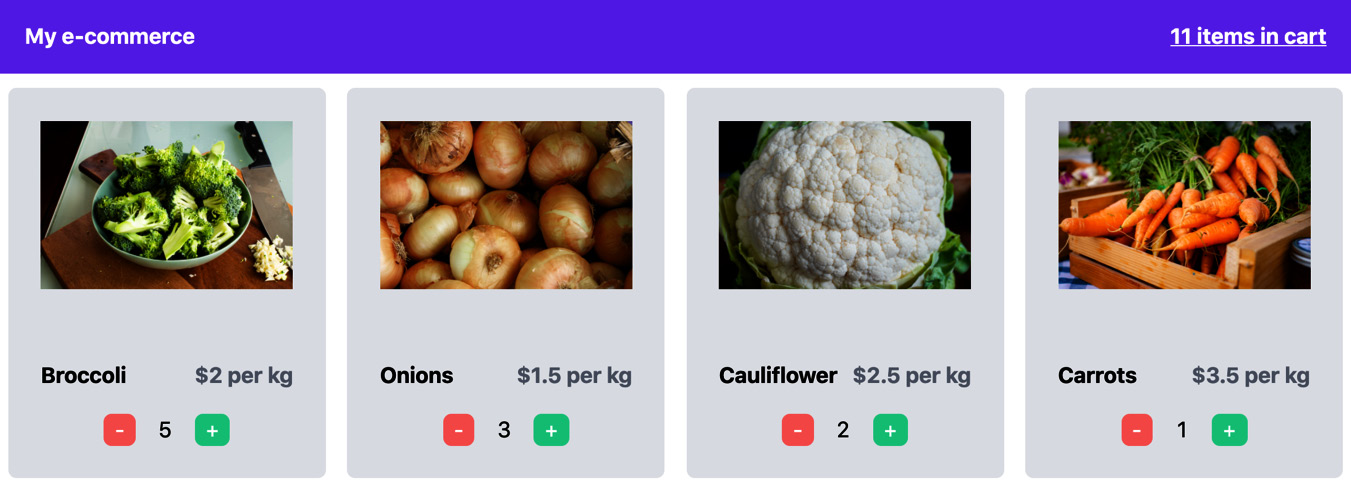 My e-commerce
11 items in cart
Broccoli $2 per kg
- 5 +
Onions $1.5 per kg
- 3 +
Cauliflower $2.5 per kg
- 2 +
Carrots $3.5 per kg
- 1 +